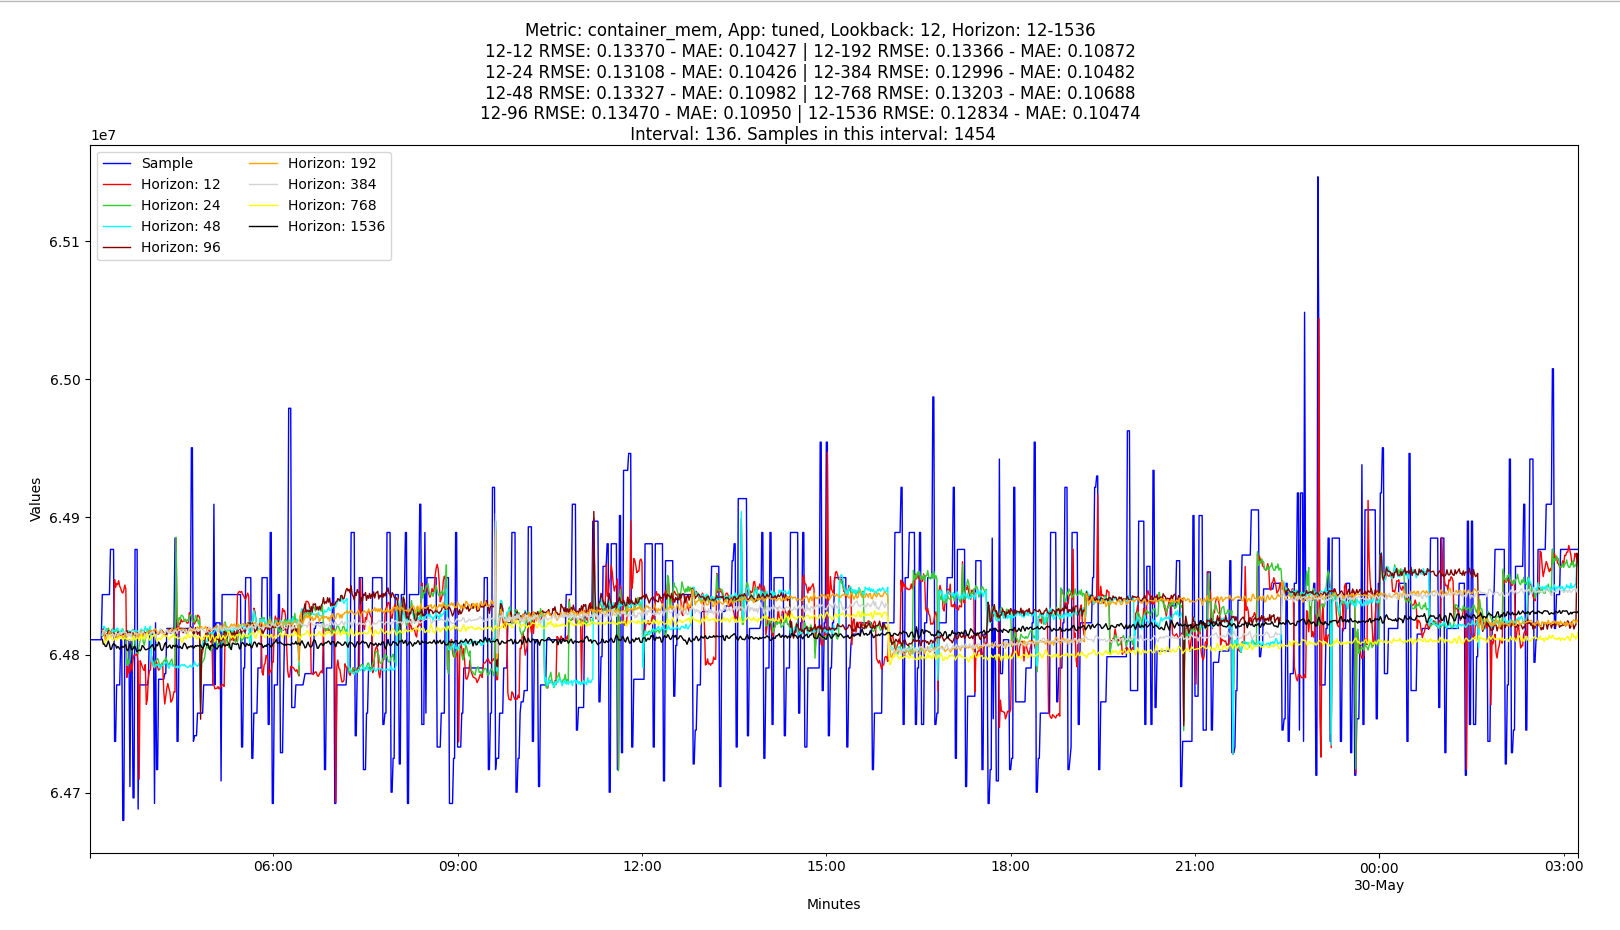 Metric: container_mem, App: tuned, Lookback: 12, Horizon: 12-1536
12-12 RMSE: 0.13370 - MAE: 0.10427 | 12-192 RMSE: 0.13366 - MAE: 0.10872
12-24 RMSE: 0.13108 - MAE: 0.10426 | 12-384 RMSE: 0.12996 - MAE: 0.10482
12-48 RMSE: 0.13327 - MAE: 0.10982 | 12-768 RMSE: 0.13203 - MAE: 0.10688
12-96 RMSE: 0.13470 - MAE: 0.10950 | 12-1536 RMSE: 0.12834 - MAE: 0.10474
Interval: 136. Samples in this interval: 1454
1e7
Sample
Horizon: 12
Horizon: 24
Horizon: 48
Horizon: 96
Horizon: 192
Horizon: 384
Horizon: 768
Horizon: 1536
6.51
6.50
6.49
6.48
6.47
Values
06:00
09:00
12:00
15:00
18:00
21:00
00:00
30-May
03:00
Minutes